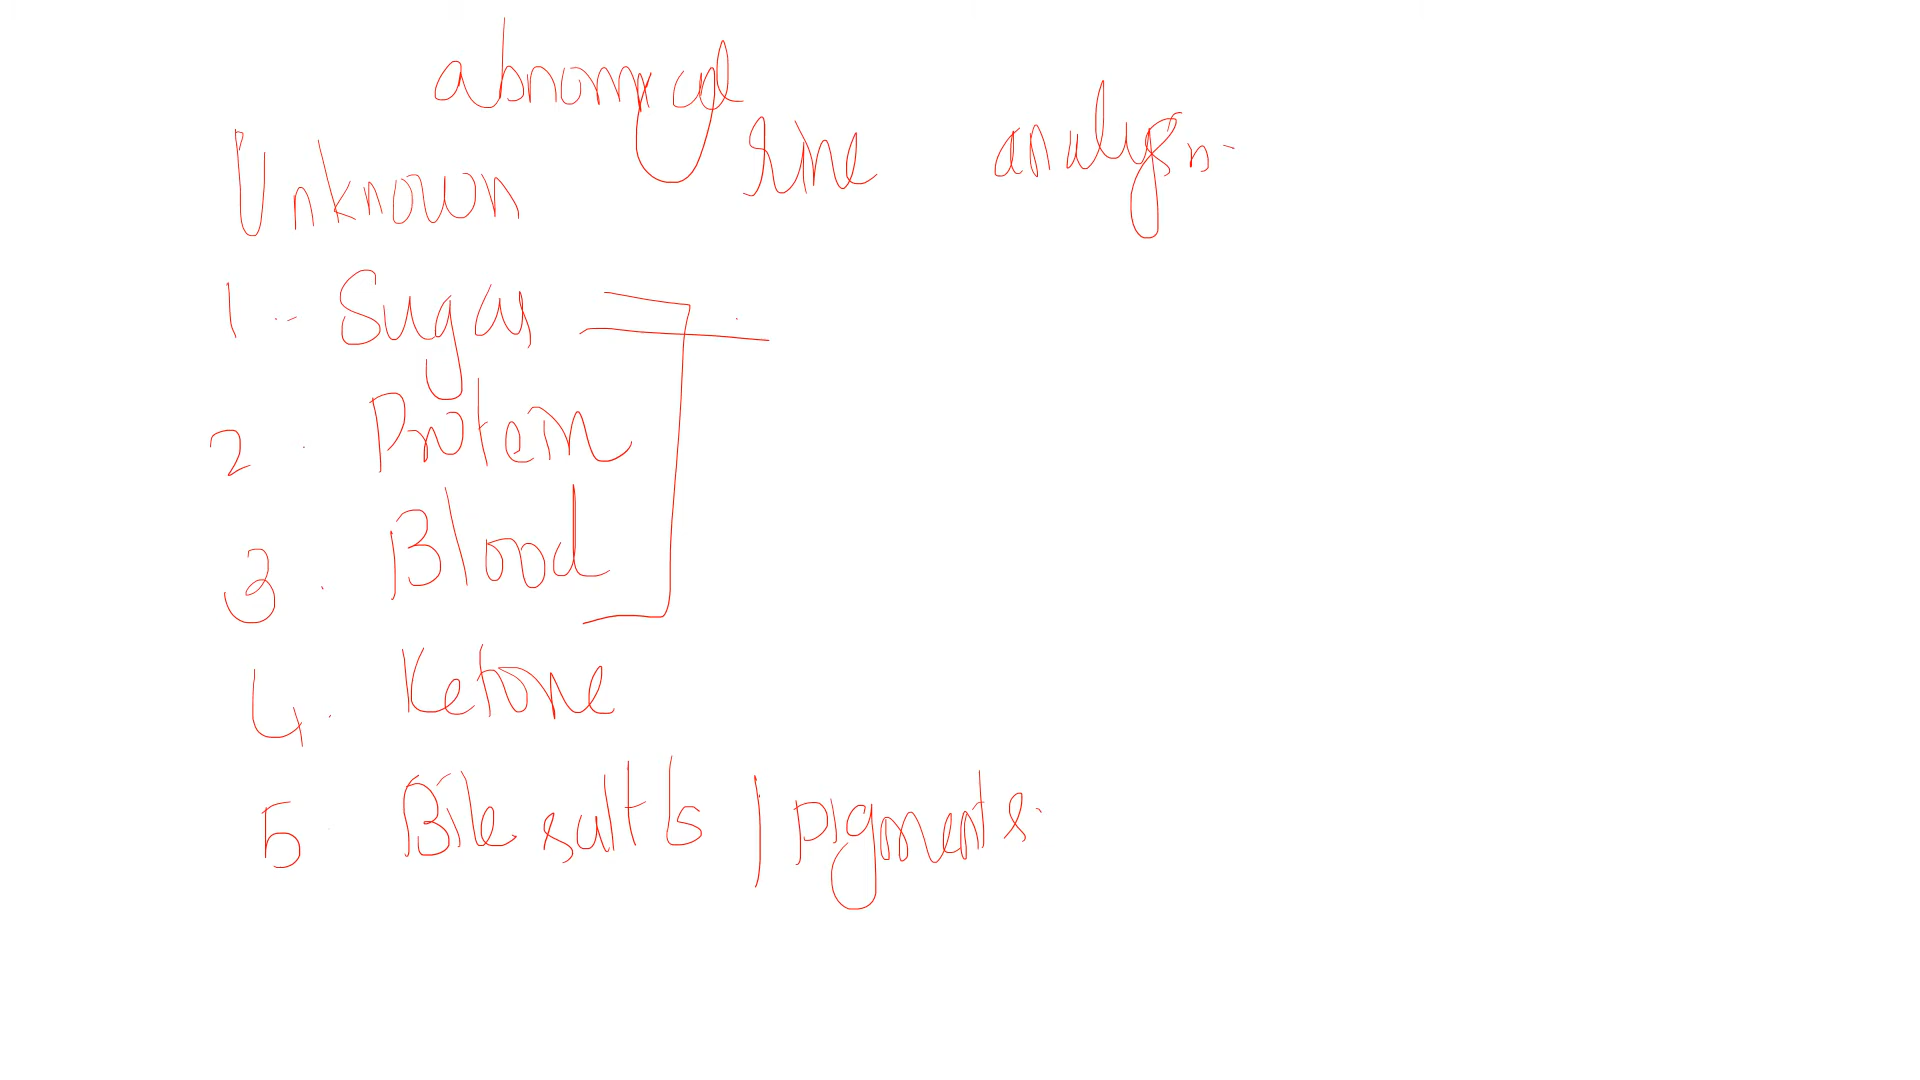 abnormal
Unknown Urine analysis.
1. - Sugar
2. Protein
3. Blood
4. Ketone
5 Bile salts | pigments.